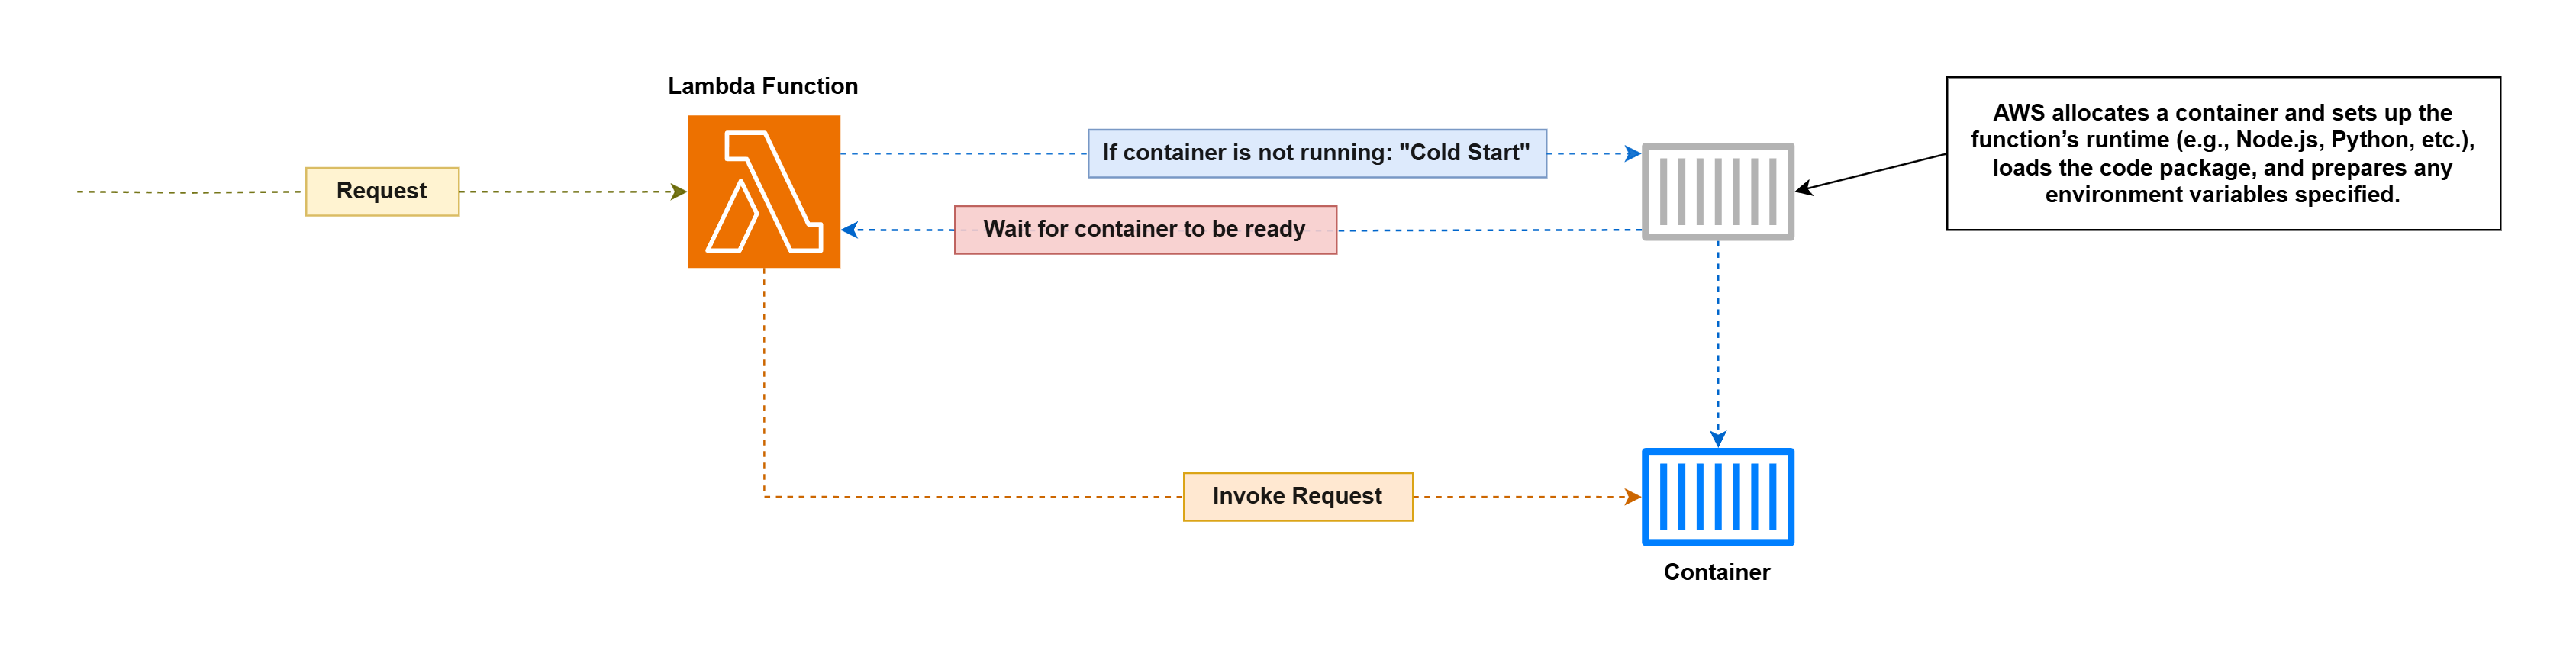 Lambda Function
Request
If container is not running: "Cold Start"
Wait for container to be ready
AWS allocates a container and sets up the
function’s runtime (e.g., Node.js, Python, etc.),
loads the code package, and prepares any
environment variables specified.
Invoke Request
Container